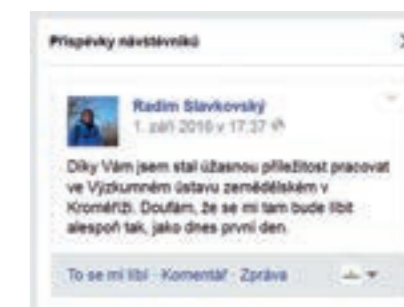 Příspěvky návštěvníků
Radim Slavkovský
1. září 2016 v 17:37
Díky Vám jsem stal úžasnou příležitost pracovat
ve Výzkumném ústavu zemědělském v
Kroměříži. Doufám, že se mi tam bude líbit
alespoň tak, jako dnes první den.
To se mi líbí · Komentář · Zpráva